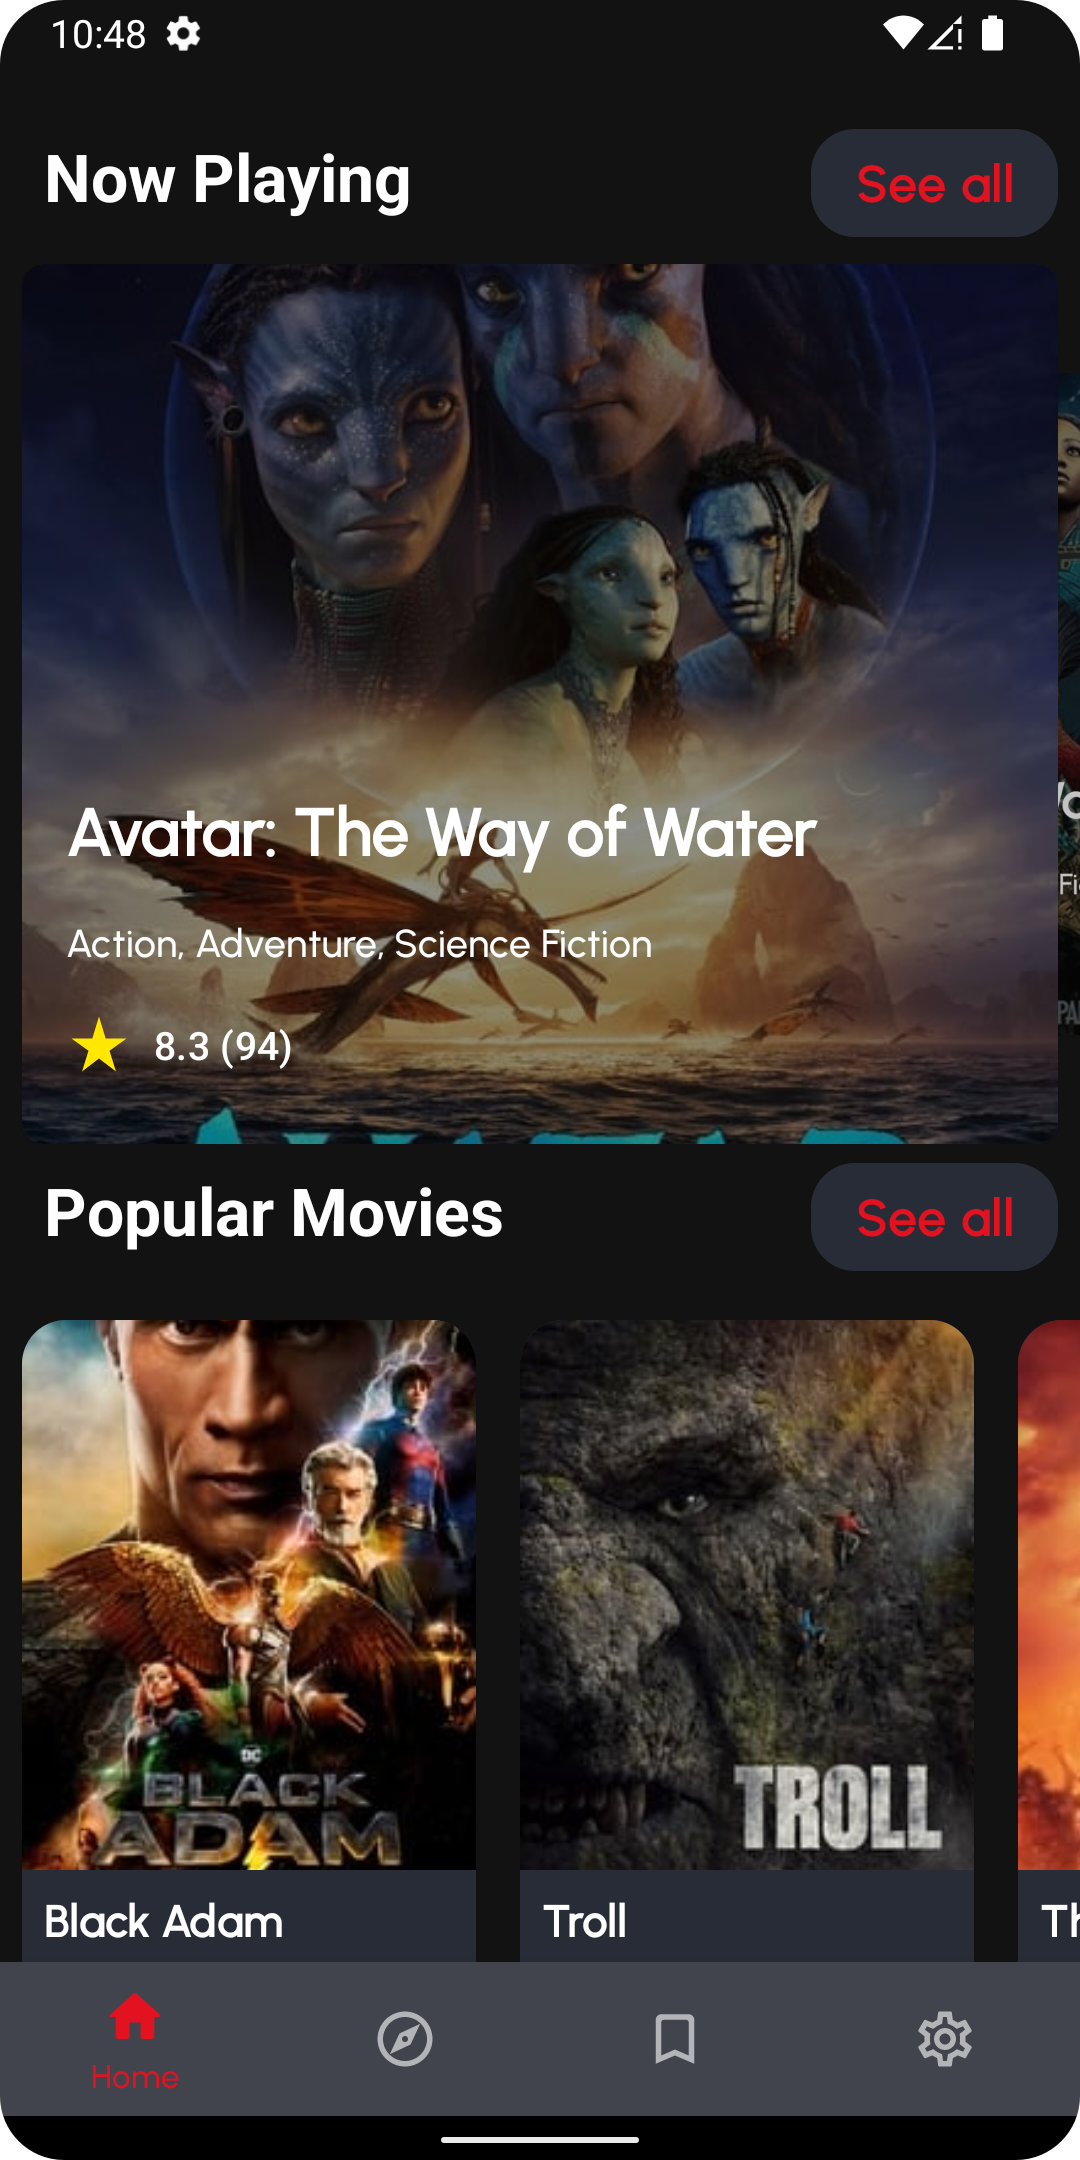 10:48
Now Playing
See all
Avatar: The Way of Water
Action, Adventure, Science Fiction
8.3 (94)
Popular Movies
See all
DC
BLACK
ADAM
TROLL
Black Adam
Troll
Home